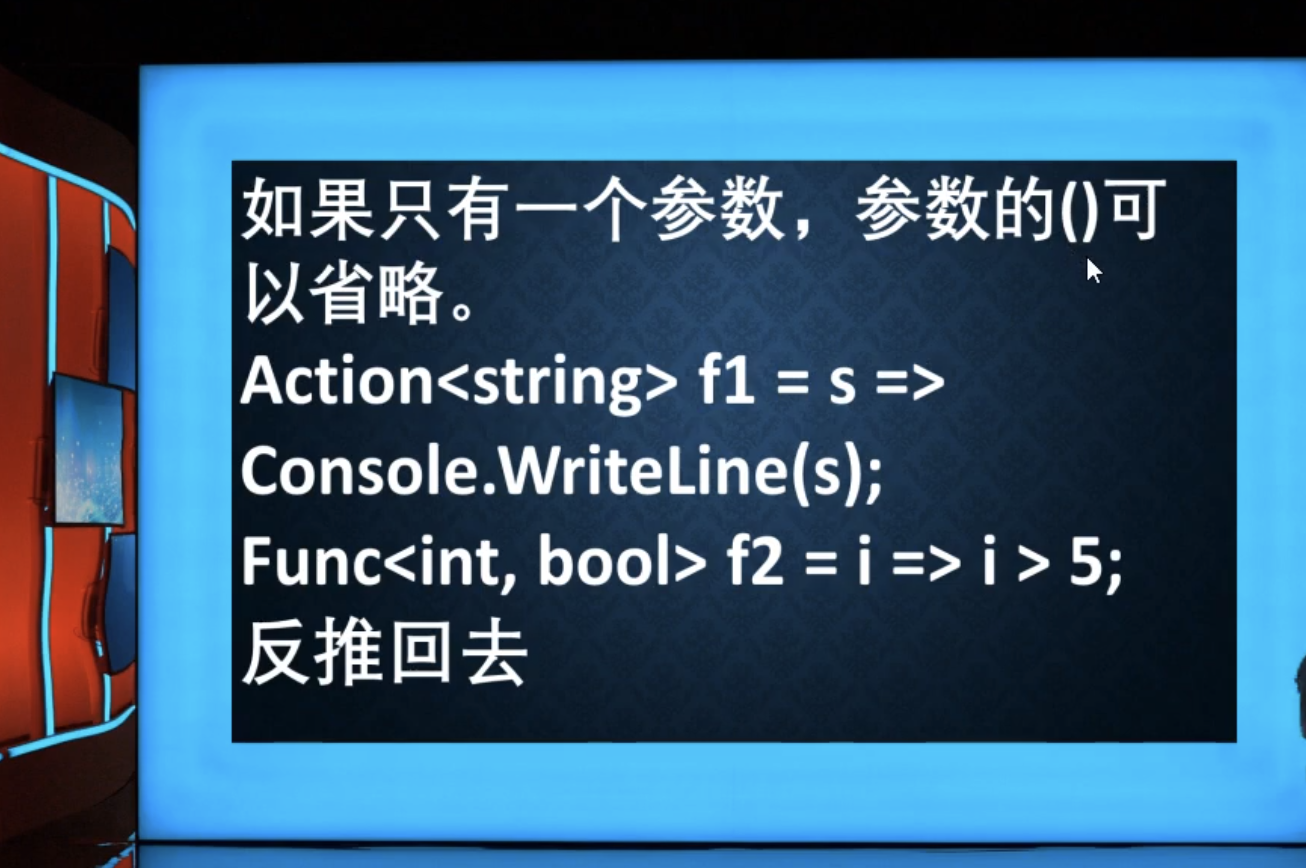 如果只有一个参数，参数的()可
以省略。
Action<string> f1 = s =>
Console.WriteLine(s);
Func<int, bool> f2 = i => i > 5;
反推回去